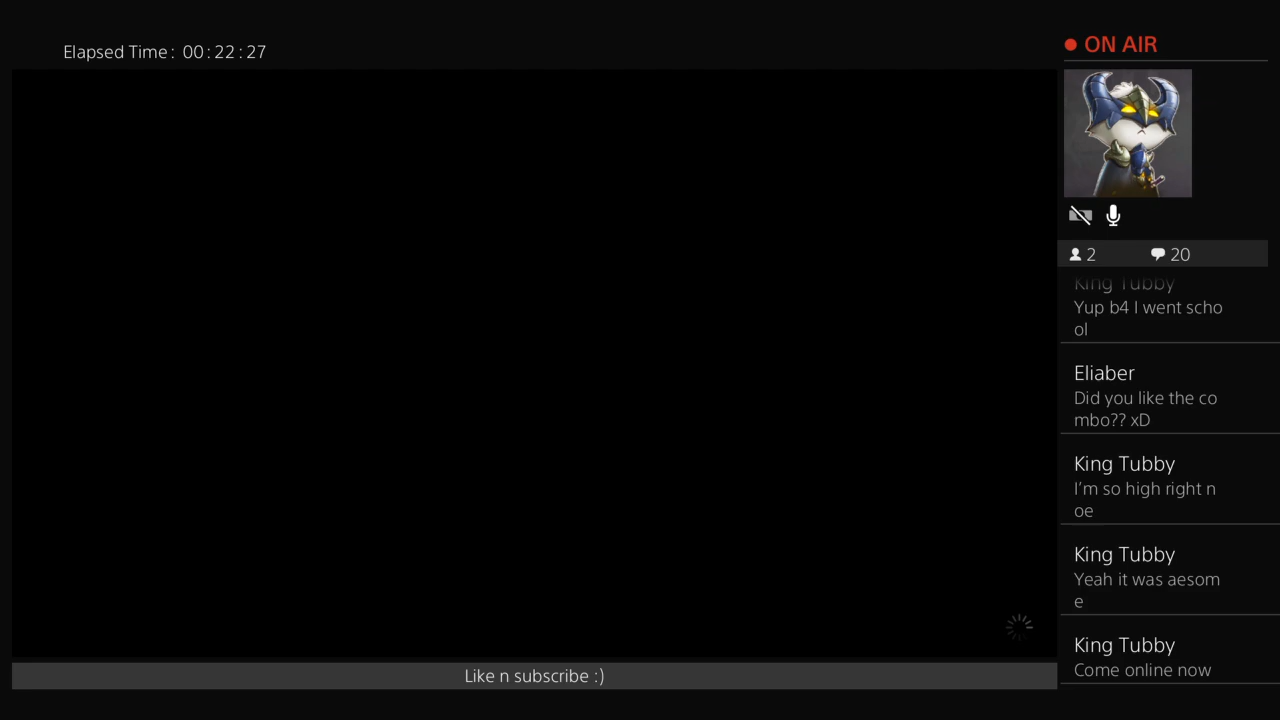 Elapsed Time: 00:22:27
ON AIR
2 20
King Tubby
Yup b4 I went scho
ol
Eliaber
Did you like the co
mbo?? xD
King Tubby
I'm so high right n
oe
King Tubby
Yeah it was aesom
e
King Tubby
Come online now
Like n subscribe :)